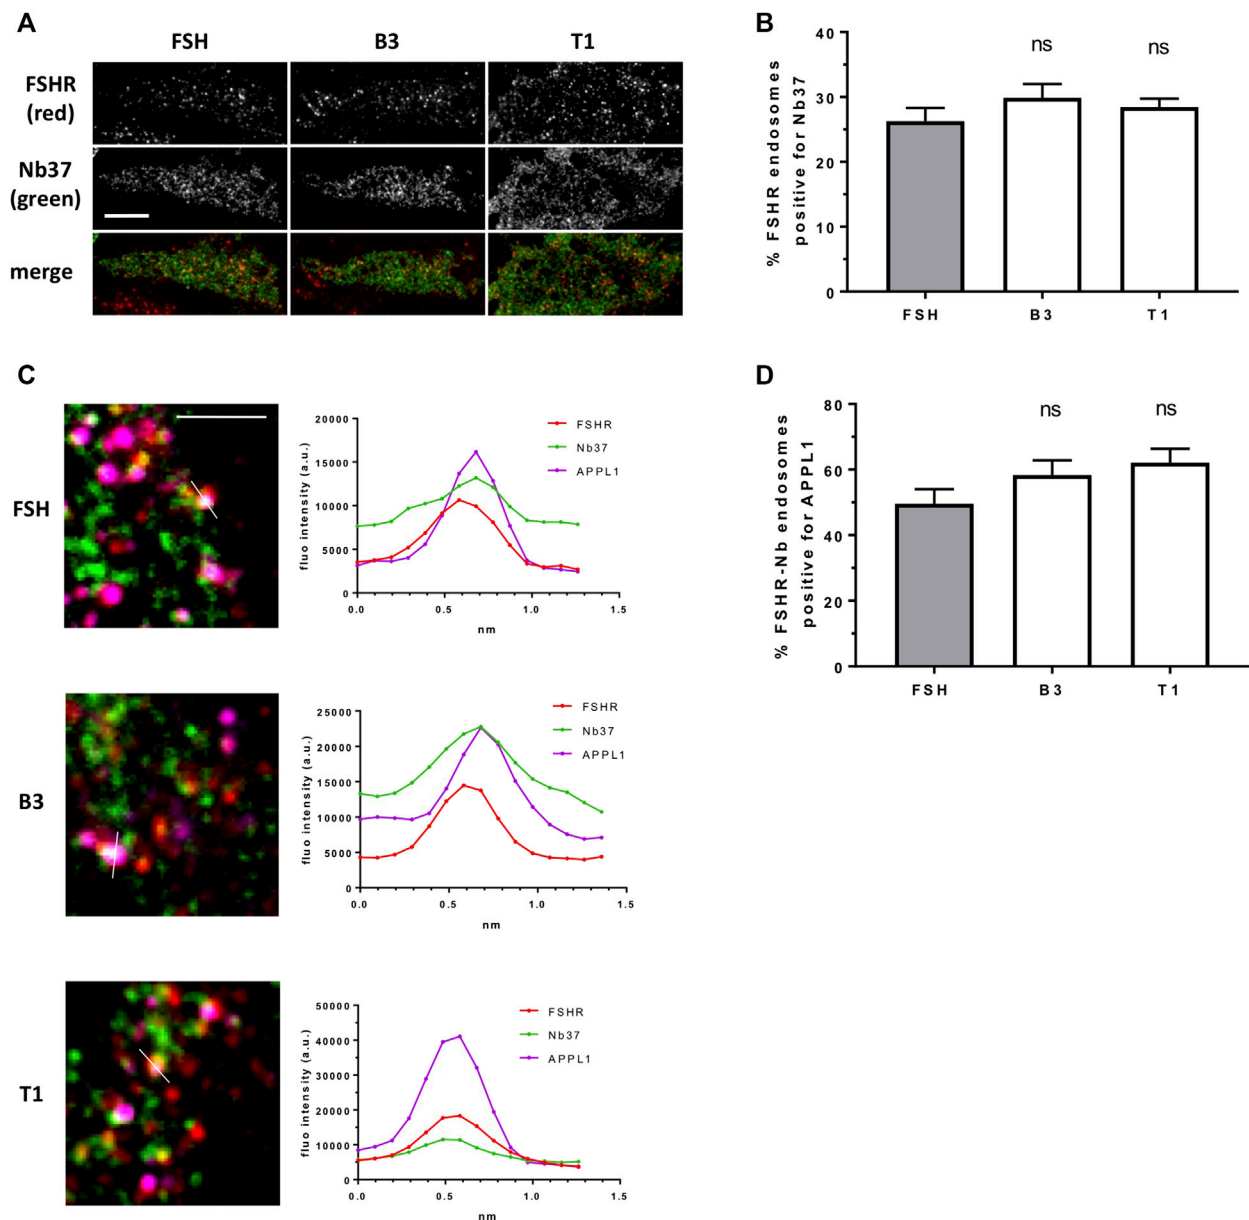 A
FSH B3 T1
FSHR
(red)
Nb37
(green)
merge
B
% FSHR endosomes
positive for Nb37
40
30
20
10
0
ns ns
FSH B3 T1
C
FSH
fluo intensity (a.u.)
20000
15000
10000
5000
0
0.0 0.5 1.0 1.5
nm
FSHR
Nb37
APPL1
D
% FSHR-Nb endosomes
positive for APPL1
80
60
40
20
0
ns ns
FSH B3 T1
B3
fluo intensity (a.u.)
25000
20000
15000
10000
5000
0
0.0 0.5 1.0 1.5
nm
FSHR
Nb37
APPL1
T1
fluo intensity (a.u.)
50000
40000
30000
20000
10000
0
0.0 0.5 1.0 1.5
nm
FSHR
Nb37
APPL1